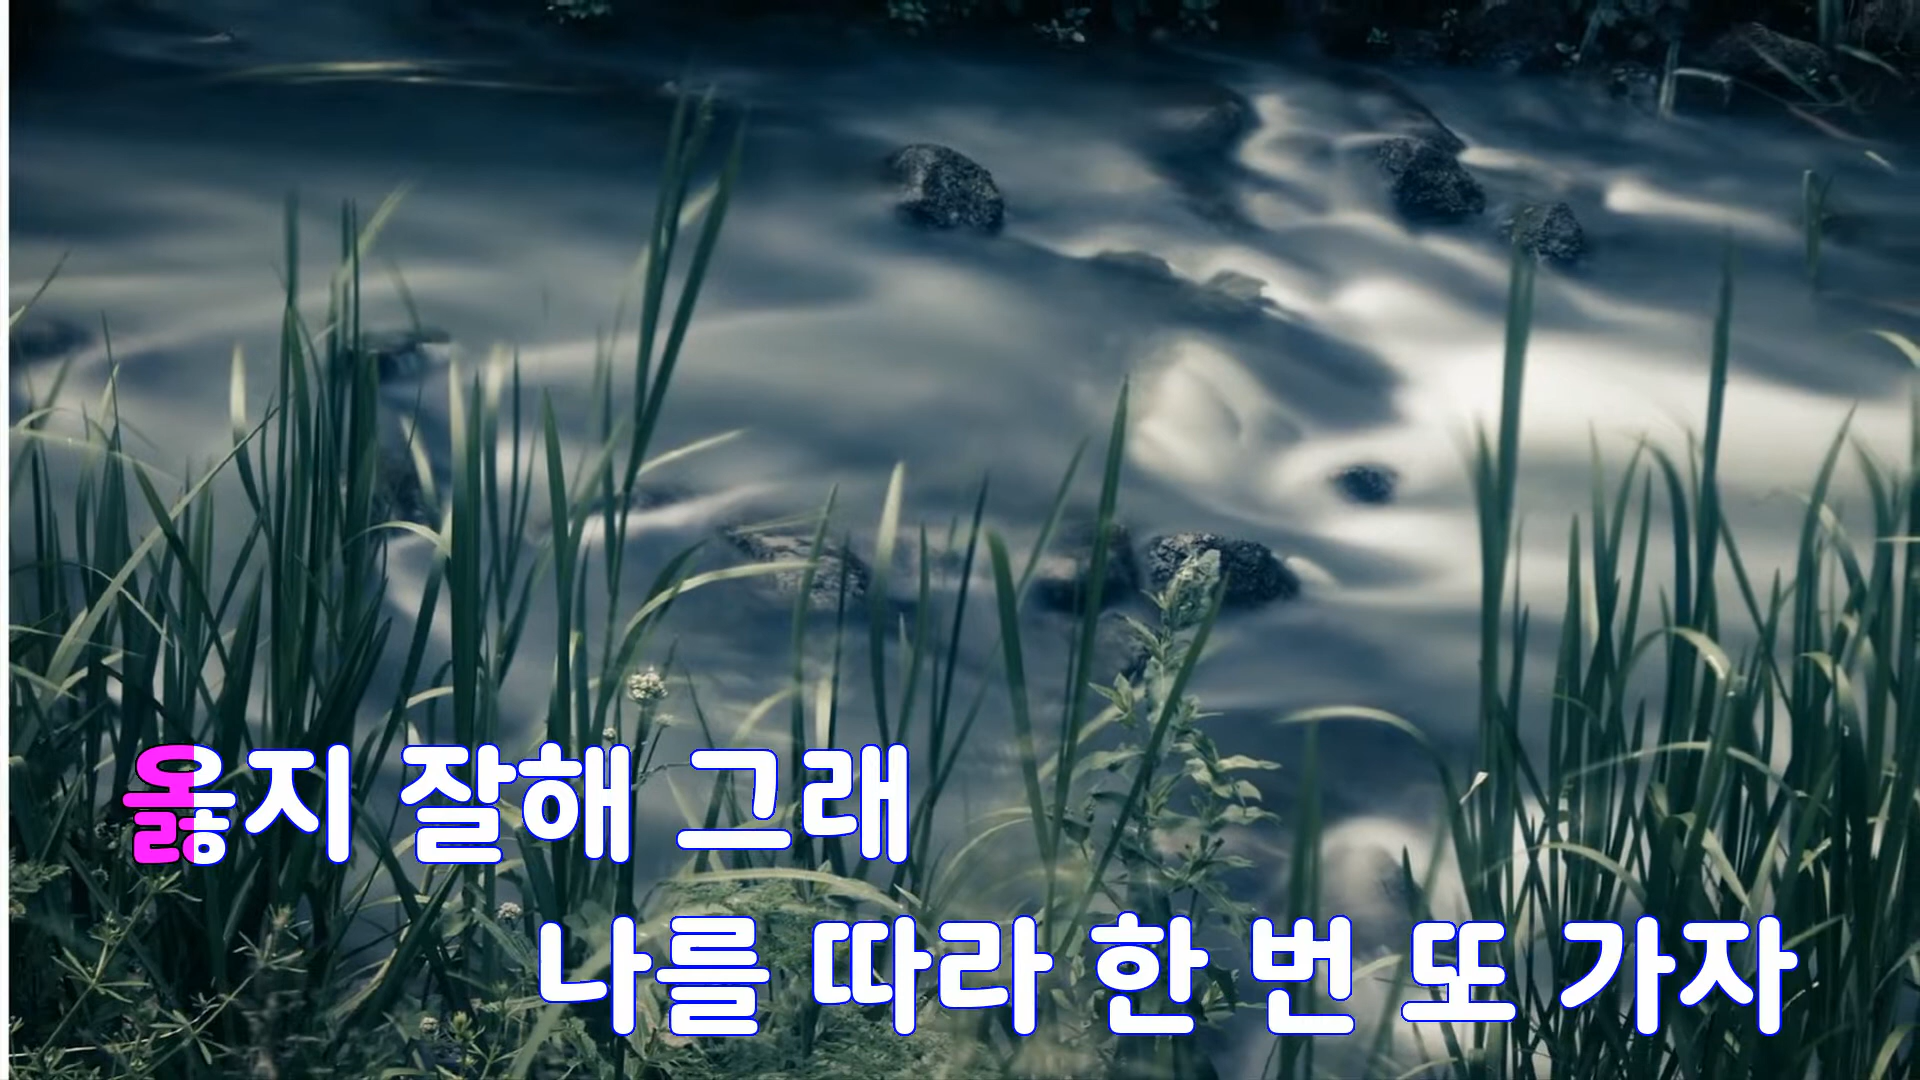 옳지 잘해 그래
나를 따라 한 번 또 가자